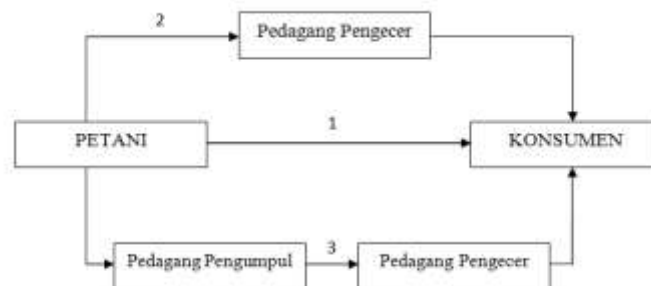 2
Pedagang Pengecer
PETANI
1
KONSUMEN
Pedagang Pengumpul
3
Pedagang Pengecer